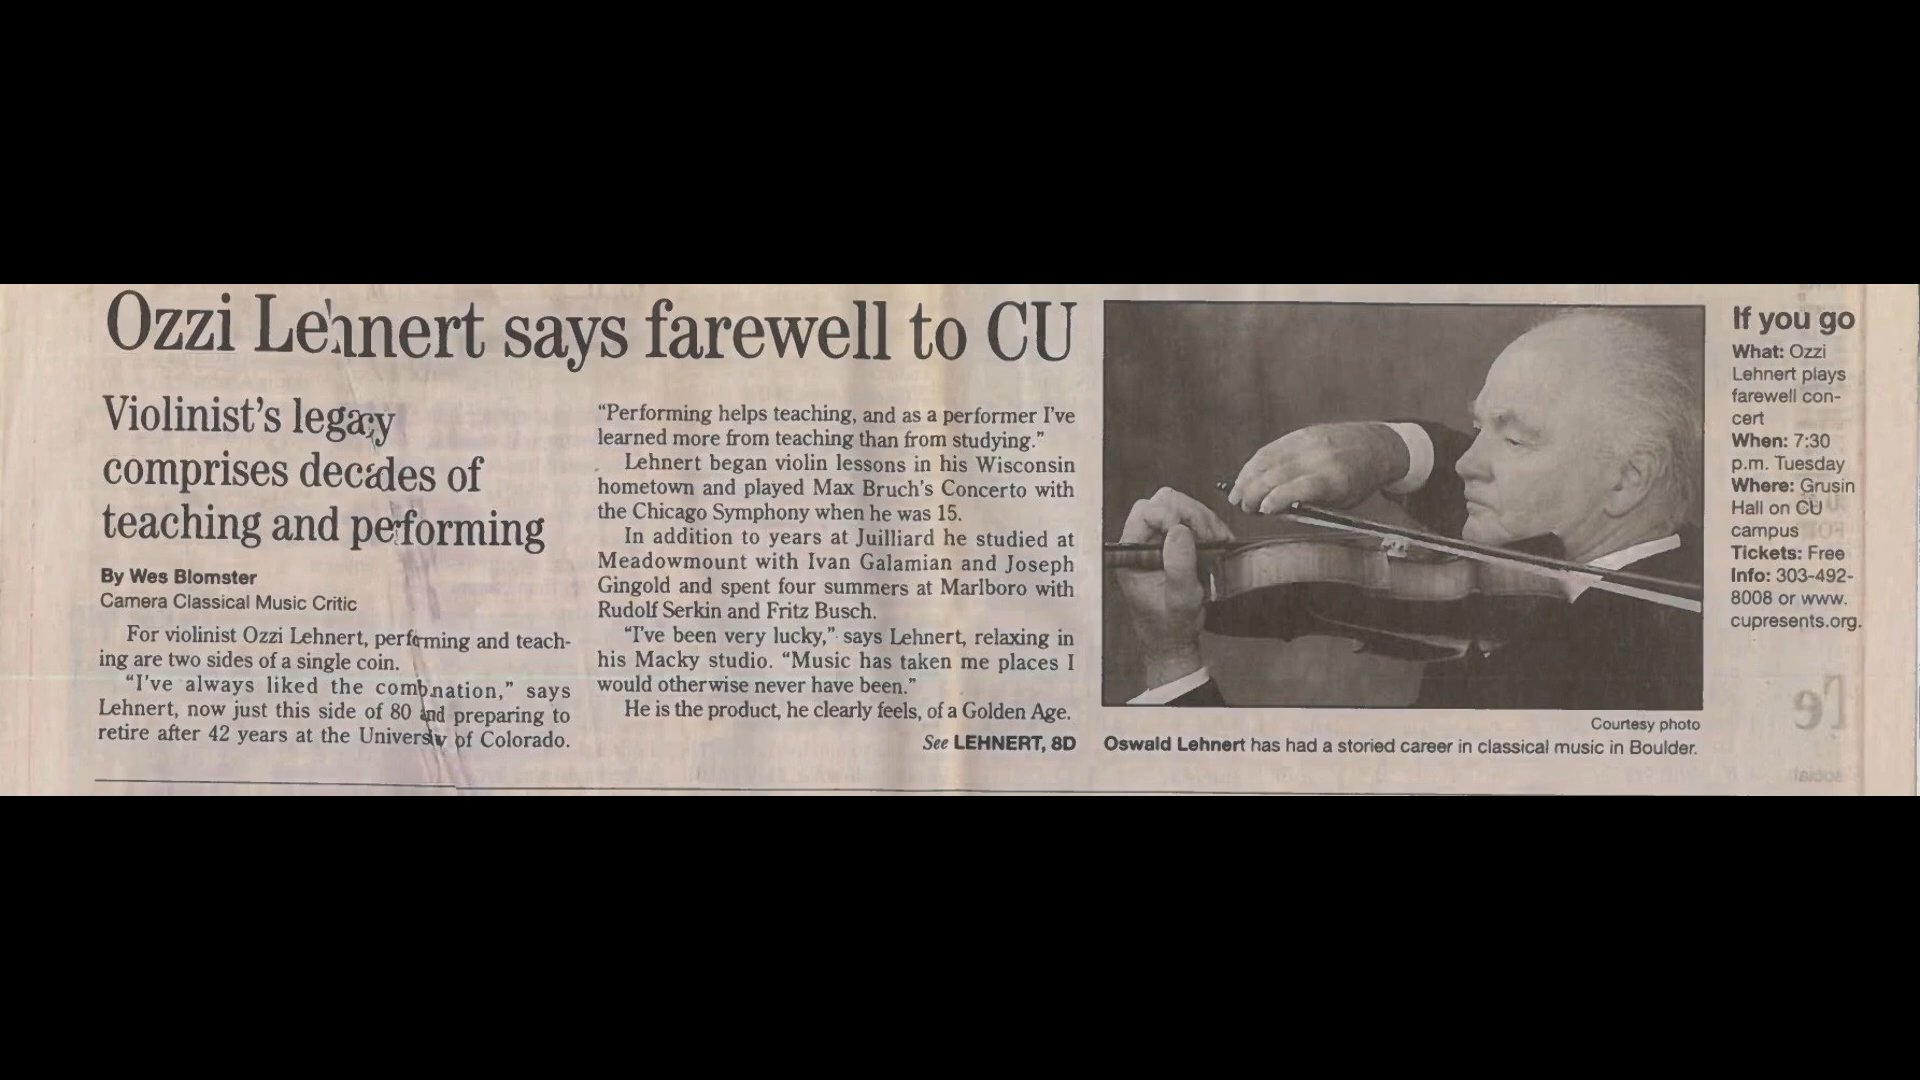 Ozzi Lehnert says farewell to CU
Violinist's legacy
comprises decades of
teaching and performing
By Wes Blomster
Camera Classical Music Critic
For violinist Ozzi Lehnert, performing and teach-
ing are two sides of a single coin.
"I've always liked the combination," says
Lehnert, now just this side of 80 and preparing to
retire after 42 years at the University of Colorado.
"Performing helps teaching, and as a performer I've
learned more from teaching than from studying."
Lehnert began violin lessons in his Wisconsin
hometown and played Max Bruch's Concerto with
the Chicago Symphony when he was 15.
In addition to years at Juilliard he studied at
Meadowmount with Ivan Galamian and Joseph
Gingold and spent four summers at Marlboro with
Rudolf Serkin and Fritz Busch.
"I've been very lucky," says Lehnert, relaxing in
his Macky studio. "Music has taken me places I
would otherwise never have been."
He is the product, he clearly feels, of a Golden Age.
See LEHNERT, 8D
Courtesy photo
Oswald Lehnert has had a storied career in classical music in Boulder.
If you go
What: Ozzi
Lehnert plays
farewell con-
cert
When: 7:30
p.m. Tuesday
Where: Grusin
Hall on CU
campus
Tickets: Free
Info: 303-492-
8008 or www.
cupresents.org.